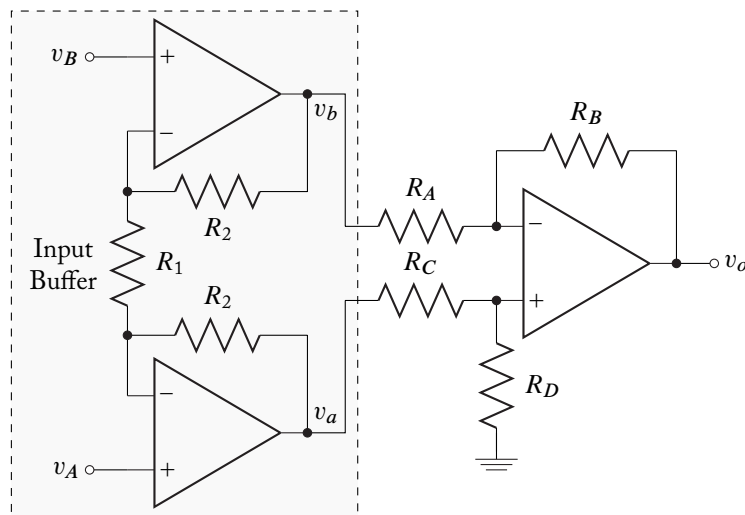 v_B
+
−
v_b
R_2
R_B
R_A
−
+
v_o
Input
Buffer
R_1
R_C
R_2
R_D
−
+
v_a
v_A